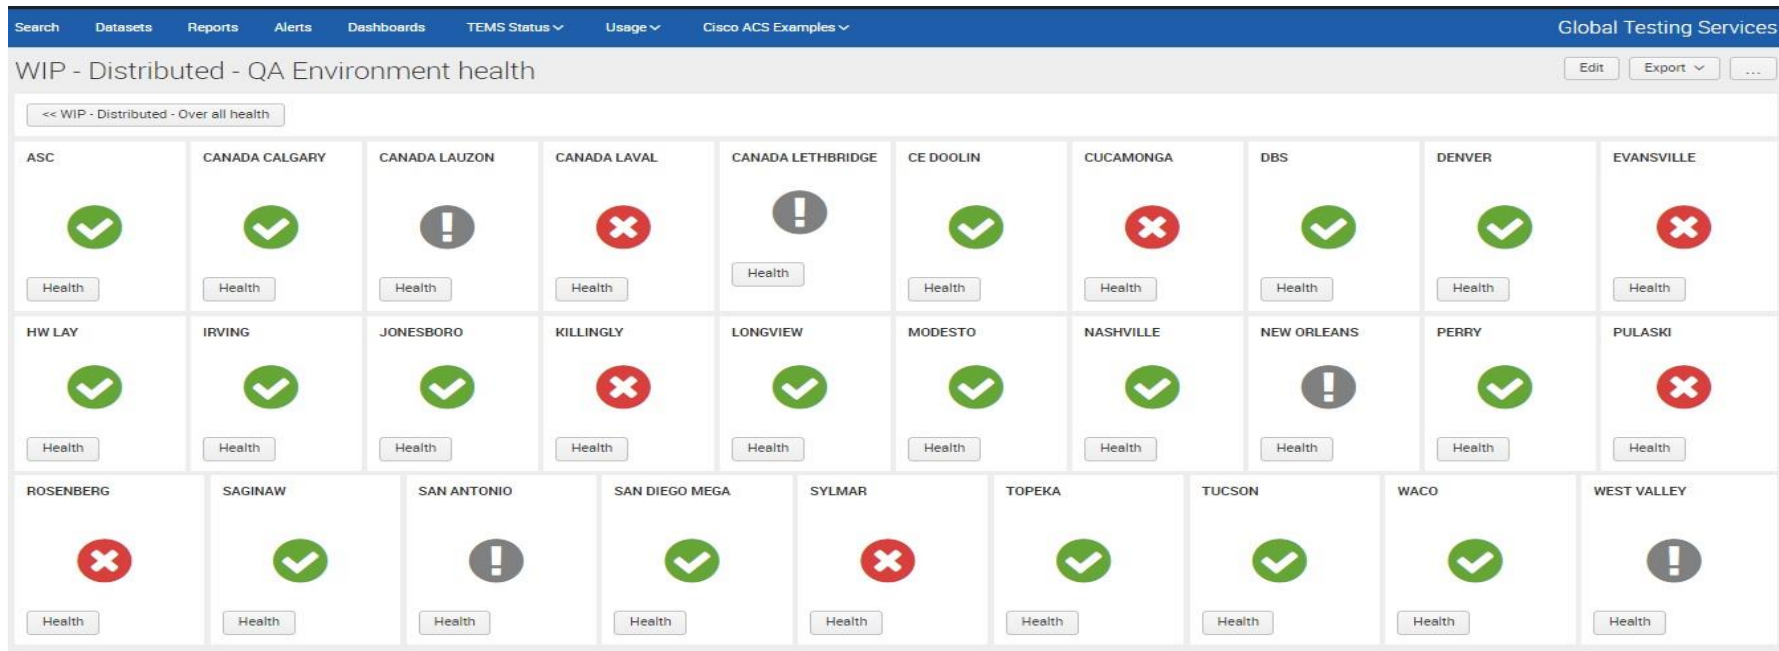 Search Datasets Reports Alerts Dashboards TEMS Status Usage Cisco ACS Examples Global Testing Services
WIP - Distributed - QA Environment health Edit Export ...
<< WIP - Distributed - Over all health
ASC CANADA CALGARY CANADA LAUZON CANADA LAVAL CANADA LETHBRIDGE CE DOOLIN CUCAMONGA DBS DENVER EVANSVILLE
Health Health Health Health Health Health Health Health Health Health
HW LAY IRVING JONESBORO KILLINGLY LONGVIEW MODESTO NASHVILLE NEW ORLEANS PERRY PULASKI
Health Health Health Health Health Health Health Health Health Health
ROSENBERG SAGINAW SAN ANTONIO SAN DIEGO MEGA SYLMAR TOPEKA TUCSON WACO WEST VALLEY
Health Health Health Health Health Health Health Health Health